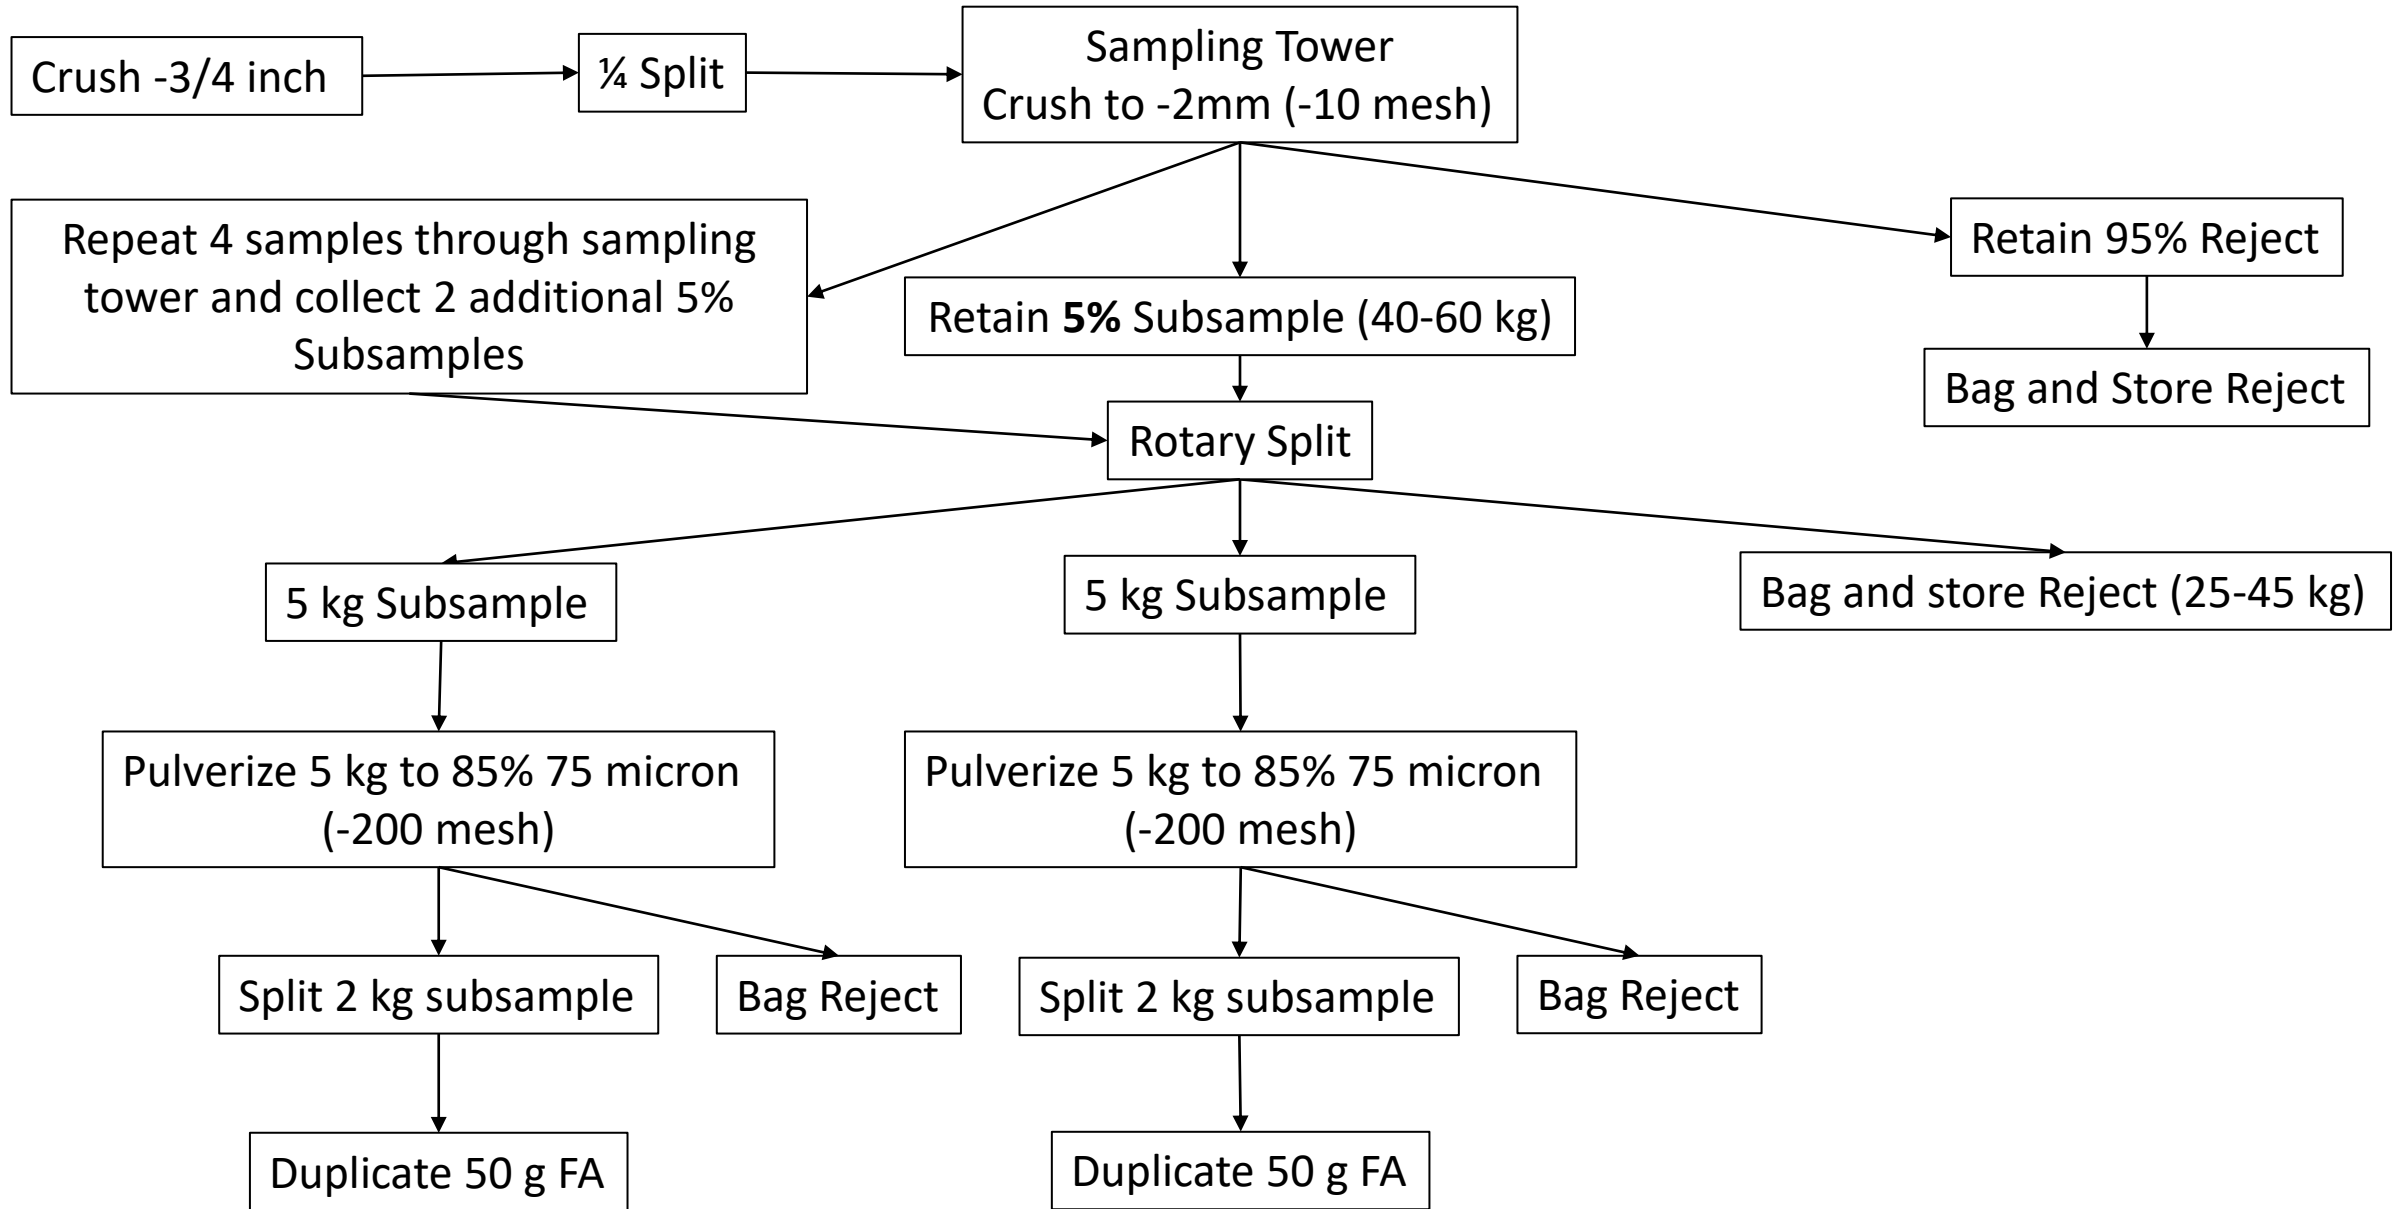 Crush -3/4 inch
¼ Split
Sampling Tower
Crush to -2mm (-10 mesh)
Repeat 4 samples through sampling
tower and collect 2 additional 5%
Subsamples
Retain 5% Subsample (40-60 kg)
Retain 95% Reject
Bag and Store Reject
Rotary Split
5 kg Subsample
5 kg Subsample
Bag and store Reject (25-45 kg)
Pulverize 5 kg to 85% 75 micron
(-200 mesh)
Pulverize 5 kg to 85% 75 micron
(-200 mesh)
Split 2 kg subsample
Bag Reject
Split 2 kg subsample
Bag Reject
Duplicate 50 g FA
Duplicate 50 g FA